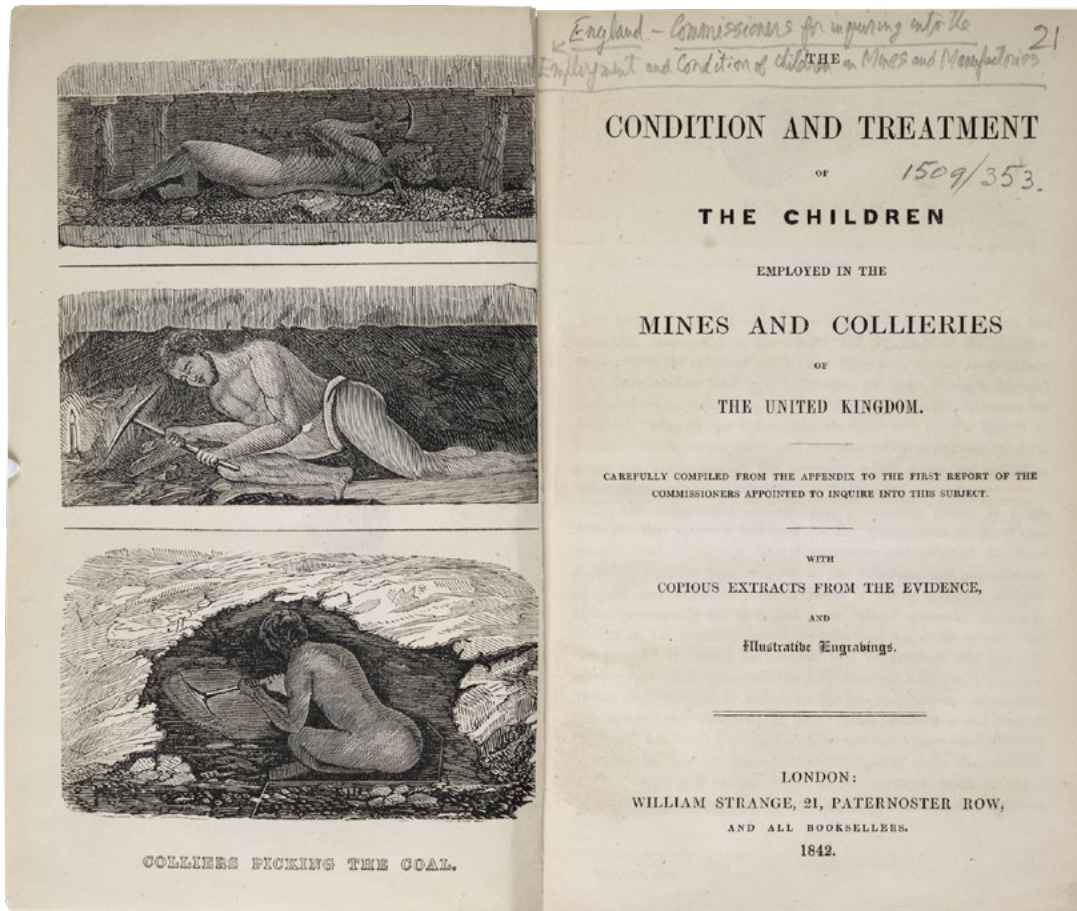 COLLIERS PICKING THE COAL.
England - Commissioners for inquiring into the
21
Employment and Condition of children in Mines and Manufactories
THE
CONDITION AND TREATMENT
OF
1509/353.
THE CHILDREN
EMPLOYED IN THE
MINES AND COLLIERIES
OF
THE UNITED KINGDOM.
CAREFULLY COMPILED FROM THE APPENDIX TO THE FIRST REPORT OF THE
COMMISSIONERS APPOINTED TO INQUIRE INTO THIS SUBJECT.
WITH
COPIOUS EXTRACTS FROM THE EVIDENCE,
AND
Illustrative Engravings.
LONDON:
WILLIAM STRANGE, 21, PATERNOSTER ROW,
AND ALL BOOKSELLERS.
1842.